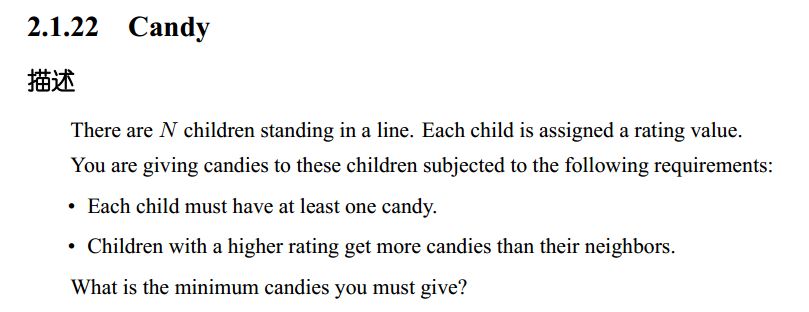 2.1.22 Candy
描述
There are N children standing in a line. Each child is assigned a rating value.
You are giving candies to these children subjected to the following requirements:
• Each child must have at least one candy.
• Children with a higher rating get more candies than their neighbors.
What is the minimum candies you must give?